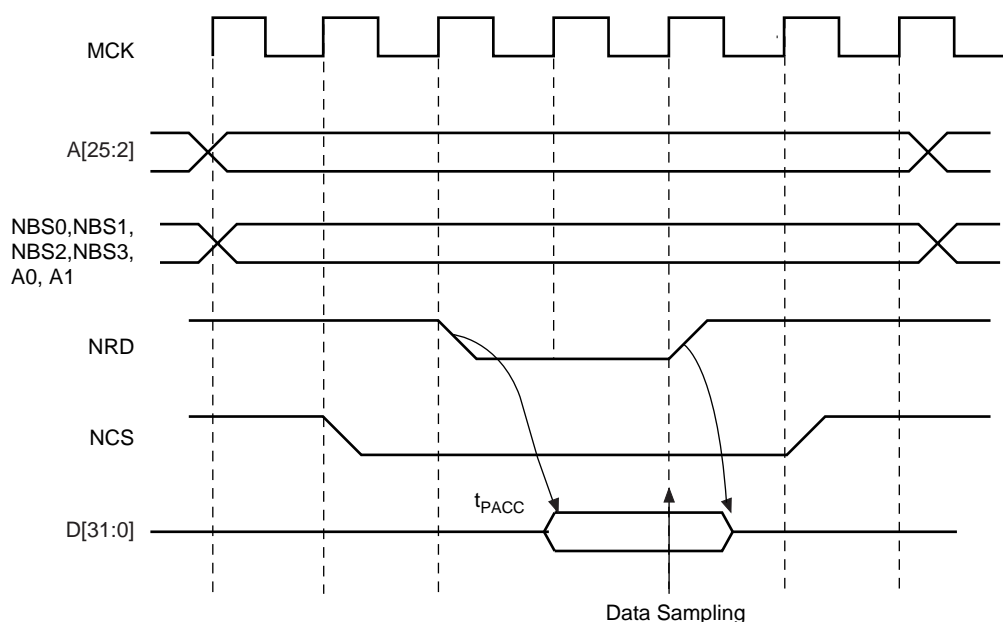 MCK
A[25:2]
NBS0,NBS1,
NBS2,NBS3,
A0, A1
NRD
NCS
tPACC
D[31:0]
Data Sampling